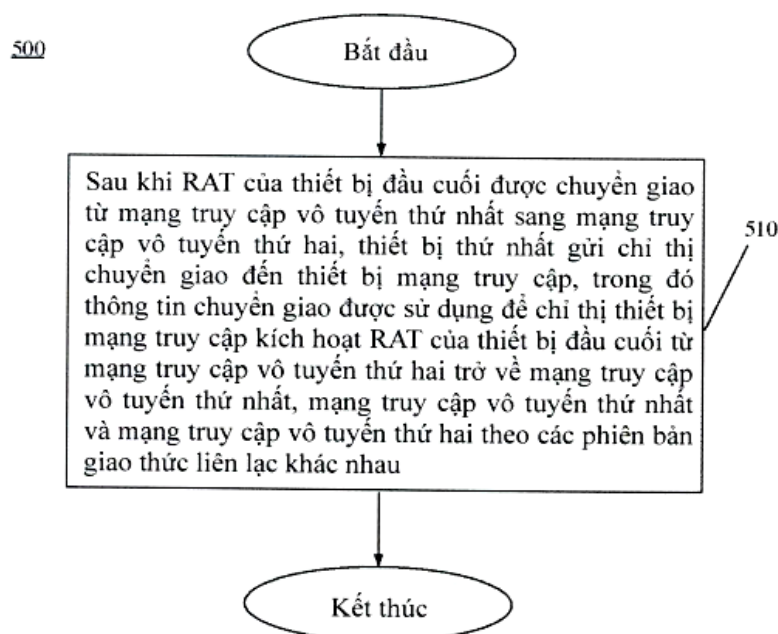 500
Bắt đầu
Sau khi RAT của thiết bị đầu cuối được chuyển giao
từ mạng truy cập vô tuyến thứ nhất sang mạng truy
cập vô tuyến thứ hai, thiết bị thứ nhất gửi chỉ thị
chuyển giao đến thiết bị mạng truy cập, trong đó
thông tin chuyển giao được sử dụng để chỉ thị thiết bị
mạng truy cập kích hoạt RAT của thiết bị đầu cuối từ
mạng truy cập vô tuyến thứ hai trở về mạng truy cập
vô tuyến thứ nhất, mạng truy cập vô tuyến thứ nhất
và mạng truy cập vô tuyến thứ hai theo các phiên bản
giao thức liên lạc khác nhau
510
Kết thúc